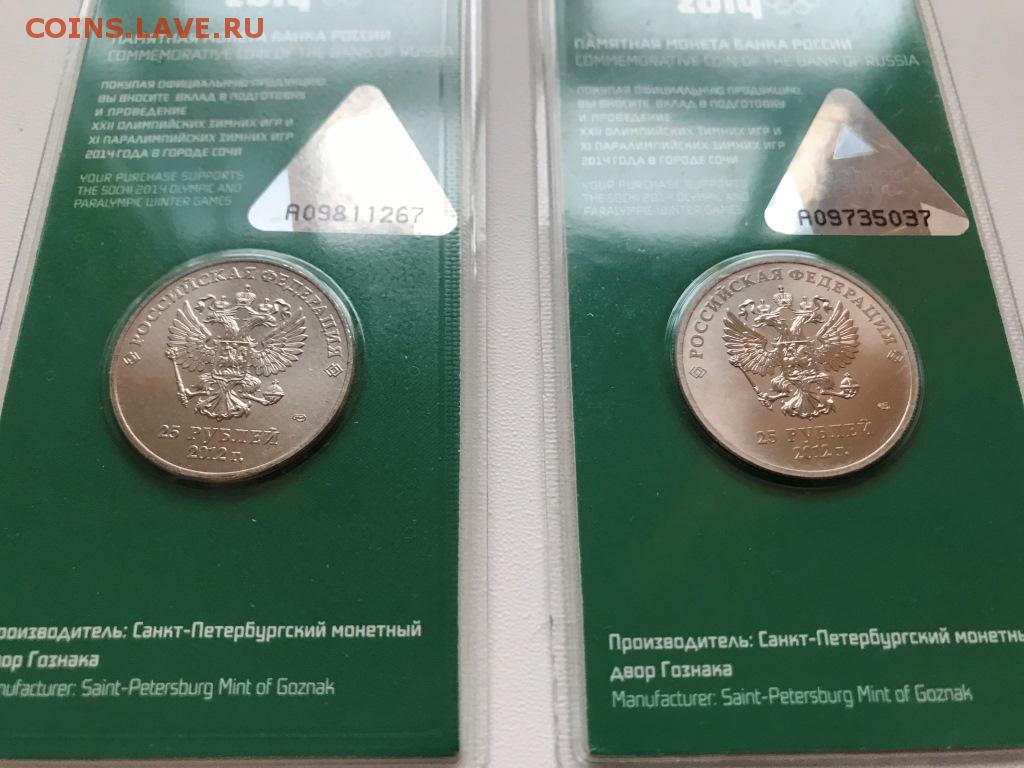 COINS.LAVE.RU
2014
ПАМЯТНАЯ МОНЕТА БАНКА РОССИИ
COMMEMORATIVE COIN OF THE BANK OF RUSSIA
ПОКУПАЯ ОФИЦИАЛЬНУЮ ПРОДУКЦИЮ,
ВЫ ВНОСИТЕ ВКЛАД В ПОДГОТОВКУ
И ПРОВЕДЕНИЕ
XXII ОЛИМПИЙСКИХ ЗИМНИХ ИГР И
XI ПАРАЛИМПИЙСКИХ ЗИМНИХ ИГР
2014 ГОДА В ГОРОДЕ СОЧИ
YOUR PURCHASE SUPPORTS
THE SOCHI 2014 OLYMPIC AND
PARALYMPIC WINTER GAMES
A09811267
РОССИЙСКАЯ ФЕДЕРАЦИЯ
25 РУБЛЕЙ
2012 г.
роизводитель: Санкт-Петербургский монетный
вор Гознака
nufacturer: Saint-Petersburg Mint of Goznak
2014
ПАМЯТНАЯ МОНЕТА БАНКА РОССИИ
COMMEMORATIVE COIN OF THE BANK OF RUSSIA
ПОКУПАЯ ОФИЦИАЛЬНУЮ ПРОДУКЦИЮ,
ВЫ ВНОСИТЕ ВКЛАД В ПОДГОТОВКУ
И ПРОВЕДЕНИЕ
XXII ОЛИМПИЙСКИХ ЗИМНИХ ИГР И
XI ПАРАЛИМПИЙСКИХ ЗИМНИХ ИГР
2014 ГОДА В ГОРОДЕ СОЧИ
YOUR PURCHASE SUPPORTS
THE SOCHI 2014 OLYMPIC AND
PARALYMPIC WINTER GAMES
A09735037
РОССИЙСКАЯ ФЕДЕРАЦИЯ
25 РУБЛЕЙ
2012 г.
Производитель: Санкт-Петербургский монетны
двор Гознака
Manufacturer: Saint-Petersburg Mint of Goznak